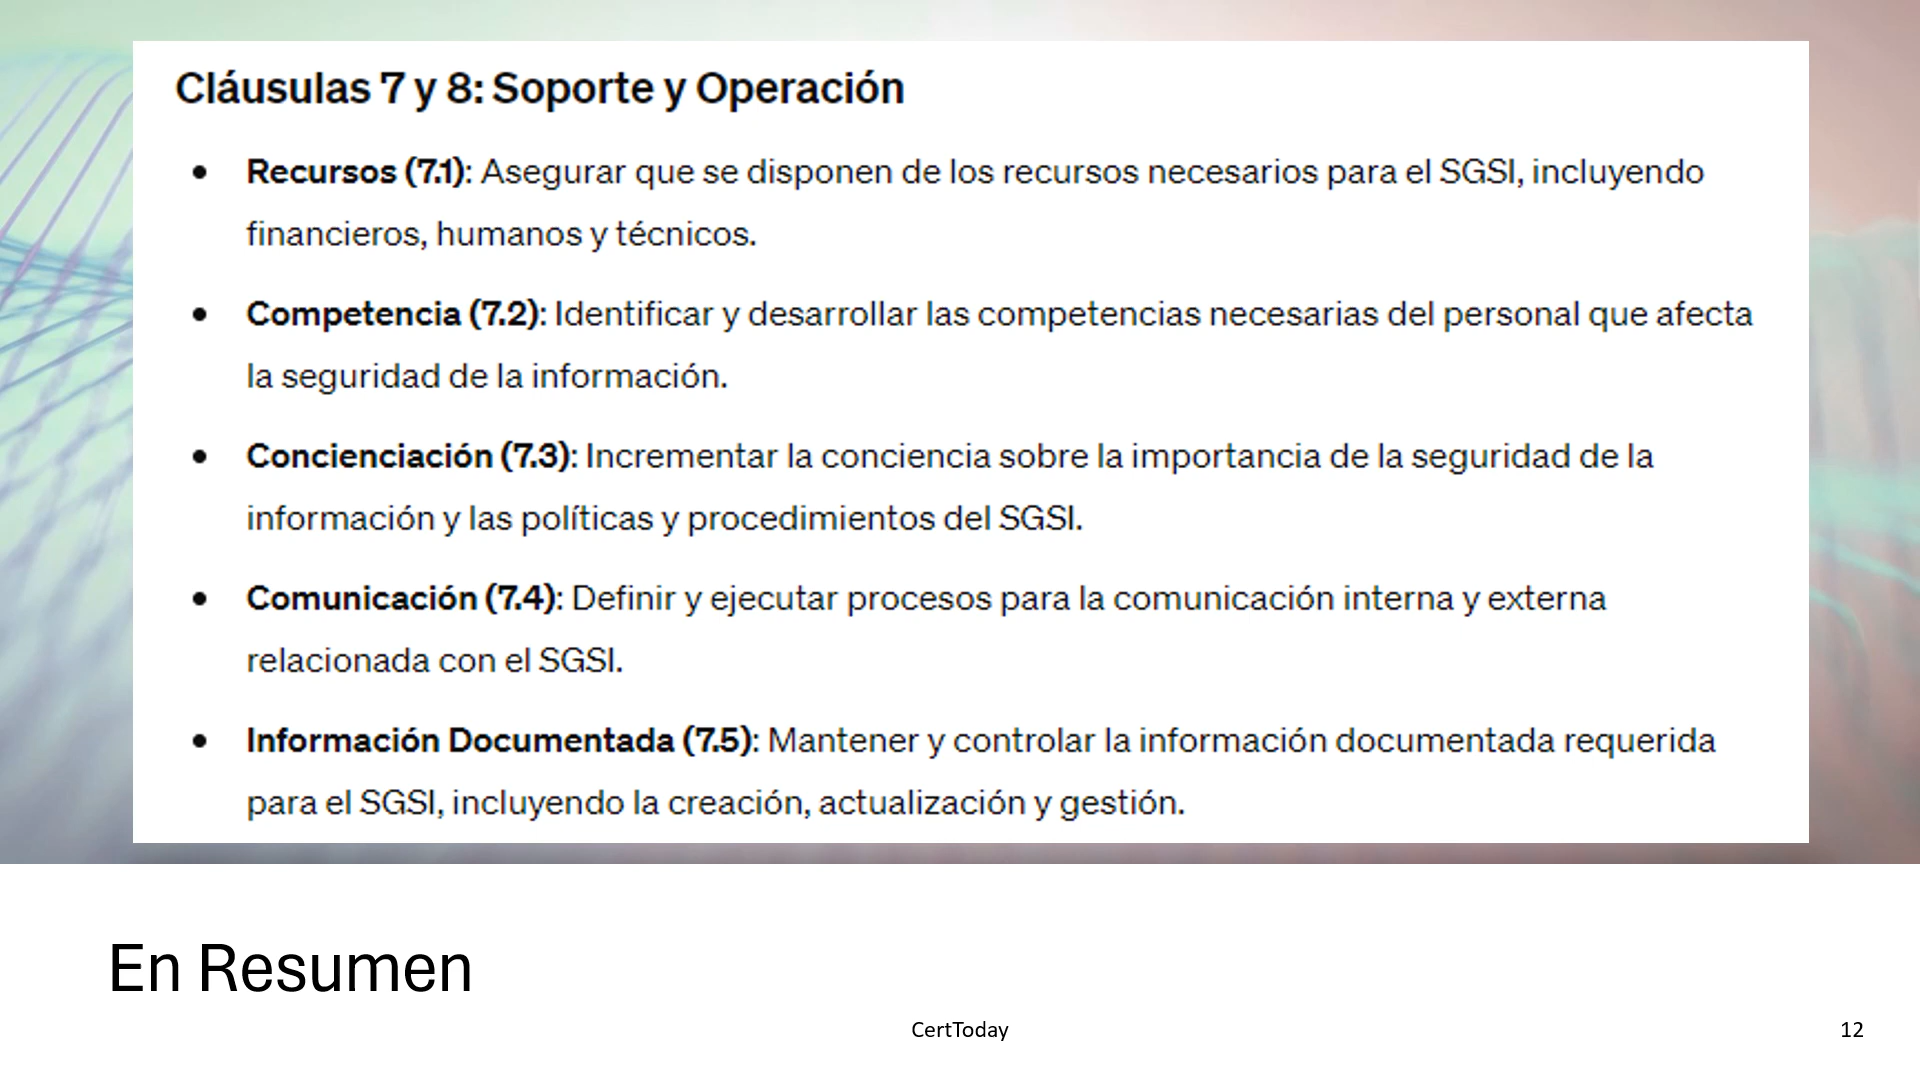 Cláusulas 7 y 8: Soporte y Operación
• Recursos (7.1): Asegurar que se disponen de los recursos necesarios para el SGSI, incluyendo
financieros, humanos y técnicos.
• Competencia (7.2): Identificar y desarrollar las competencias necesarias del personal que afecta
la seguridad de la información.
• Concienciación (7.3): Incrementar la conciencia sobre la importancia de la seguridad de la
información y las políticas y procedimientos del SGSI.
• Comunicación (7.4): Definir y ejecutar procesos para la comunicación interna y externa
relacionada con el SGSI.
• Información Documentada (7.5): Mantener y controlar la información documentada requerida
para el SGSI, incluyendo la creación, actualización y gestión.
En Resumen
CertToday
12